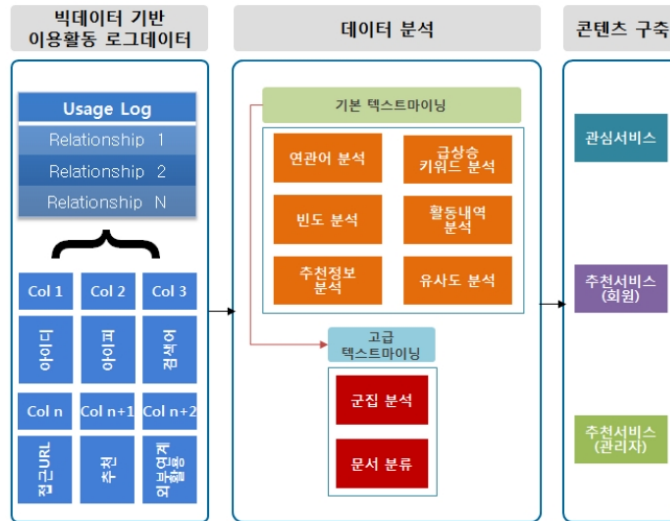 빅데이터 기반
이용활동 로그데이터
데이터 분석
콘텐츠 구축
Usage Log
Relationship 1
Relationship 2
Relationship N
Col 1
Col 2
Col 3
아이디
아이피
검색어
Col n
Col n+1
Col n+2
접근URL
추천
외부연계
활용
기본 텍스트마이닝
연관어 분석
급상승
키워드 분석
빈도 분석
활동내역
분석
추천정보
분석
유사도 분석
고급
텍스트마이닝
군집 분석
문서 분류
관심서비스
추천서비스
(회원)
추천서비스
(관리자)